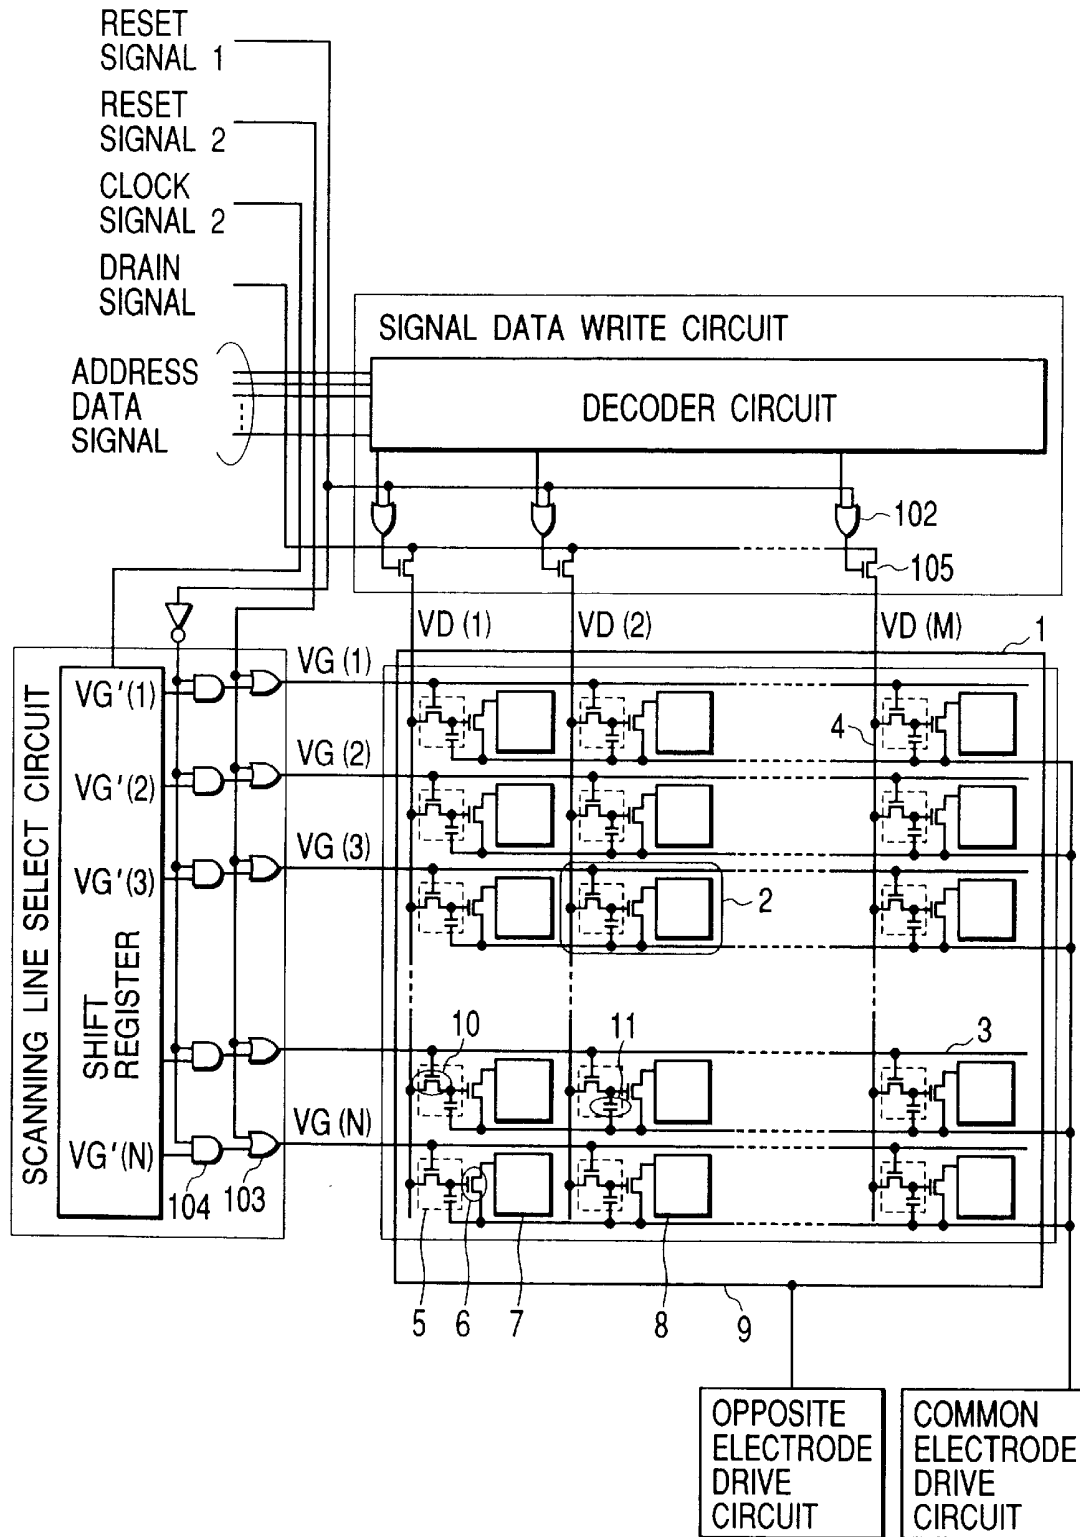 RESET
SIGNAL 1
RESET
SIGNAL 2
CLOCK
SIGNAL 2
DRAIN
SIGNAL
ADDRESS
DATA
SIGNAL
SIGNAL DATA WRITE CIRCUIT
DECODER CIRCUIT
102
105
VD (1)
VD (2)
VD (M)
1
SCANNING LINE SELECT CIRCUIT
SHIFT
REGISTER
VG'(1)
VG'(2)
VG'(3)
VG'(N)
VG (1)
VG (2)
VG (3)
VG (N)
4
2
10
11
3
104
103
5
6
7
8
9
OPPOSITE
ELECTRODE
DRIVE
CIRCUIT
COMMON
ELECTRODE
DRIVE
CIRCUIT